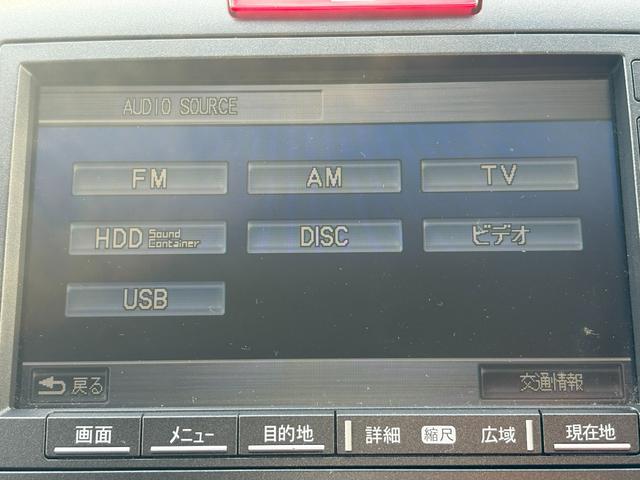 AUDIO SOURCE
FM AM TV
HDD Sound Container DISC ビデオ
USB
戻る 交通情報
画面 メニュー 目的地 詳細 縮尺 広域 現在地